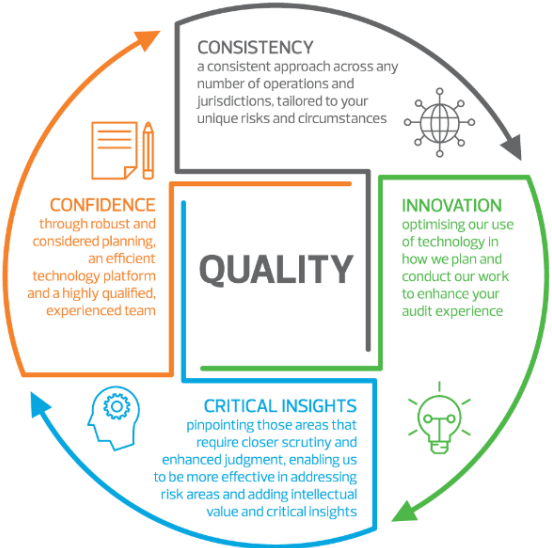 CONSISTENCY
a consistent approach across any
number of operations and
jurisdictions, tailored to your
unique risks and circumstances
CONFIDENCE
through robust and
considered planning,
an efficient
technology platform
and a highly qualified,
experienced team
QUALITY
INNOVATION
optimising our use
of technology in
how we plan and
conduct our work
to enhance your
audit experience
CRITICAL INSIGHTS
pinpointing those areas that
require closer scrutiny and
enhanced judgment, enabling us
to be more effective in addressing
risk areas and adding intellectual
value and critical insights